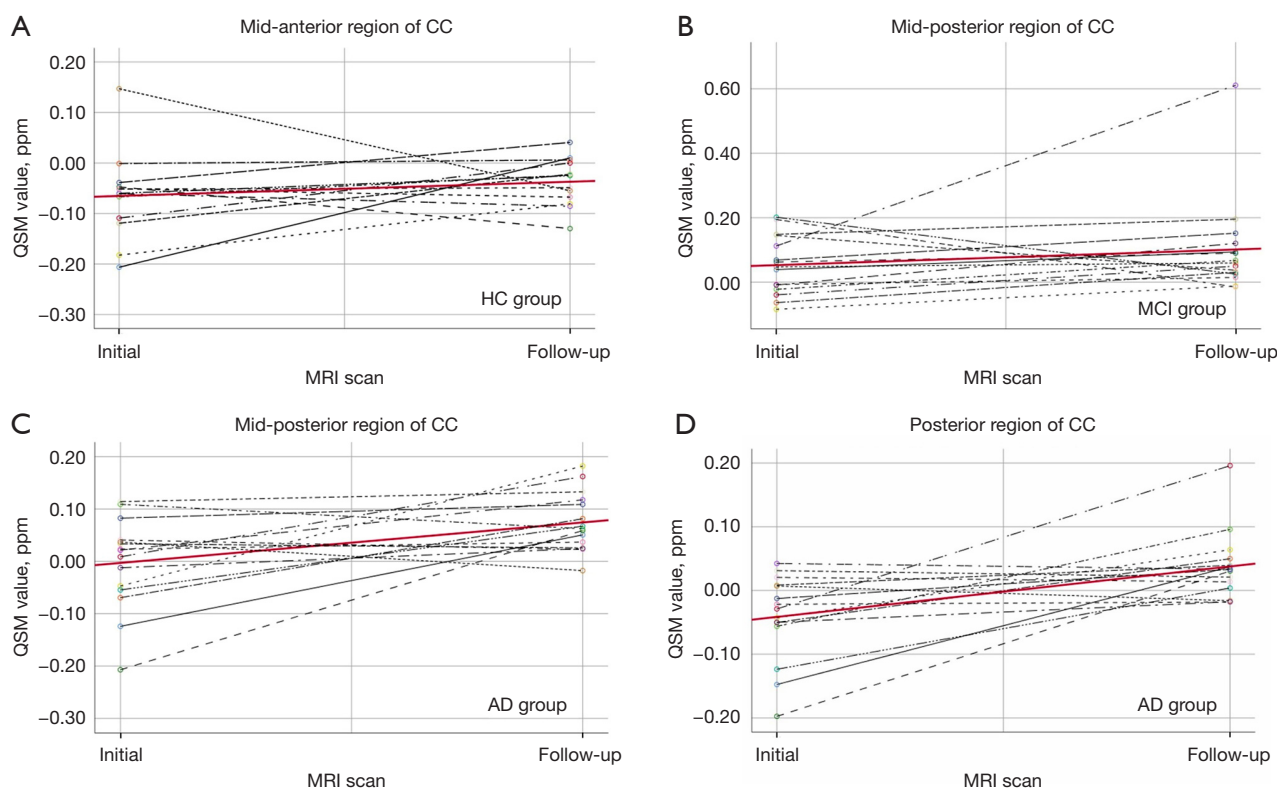 A
Mid-anterior region of CC
0.20
0.10
0.00
−0.10
−0.20
−0.30
QSM value, ppm
HC group
Initial
Follow-up
MRI scan
B
Mid-posterior region of CC
0.60
0.40
0.20
0.00
QSM value, ppm
MCI group
Initial
Follow-up
MRI scan
C
Mid-posterior region of CC
0.20
0.10
0.00
−0.10
−0.20
−0.30
QSM value, ppm
AD group
Initial
Follow-up
MRI scan
D
Posterior region of CC
0.20
0.10
0.00
−0.10
−0.20
QSM value, ppm
AD group
Initial
Follow-up
MRI scan